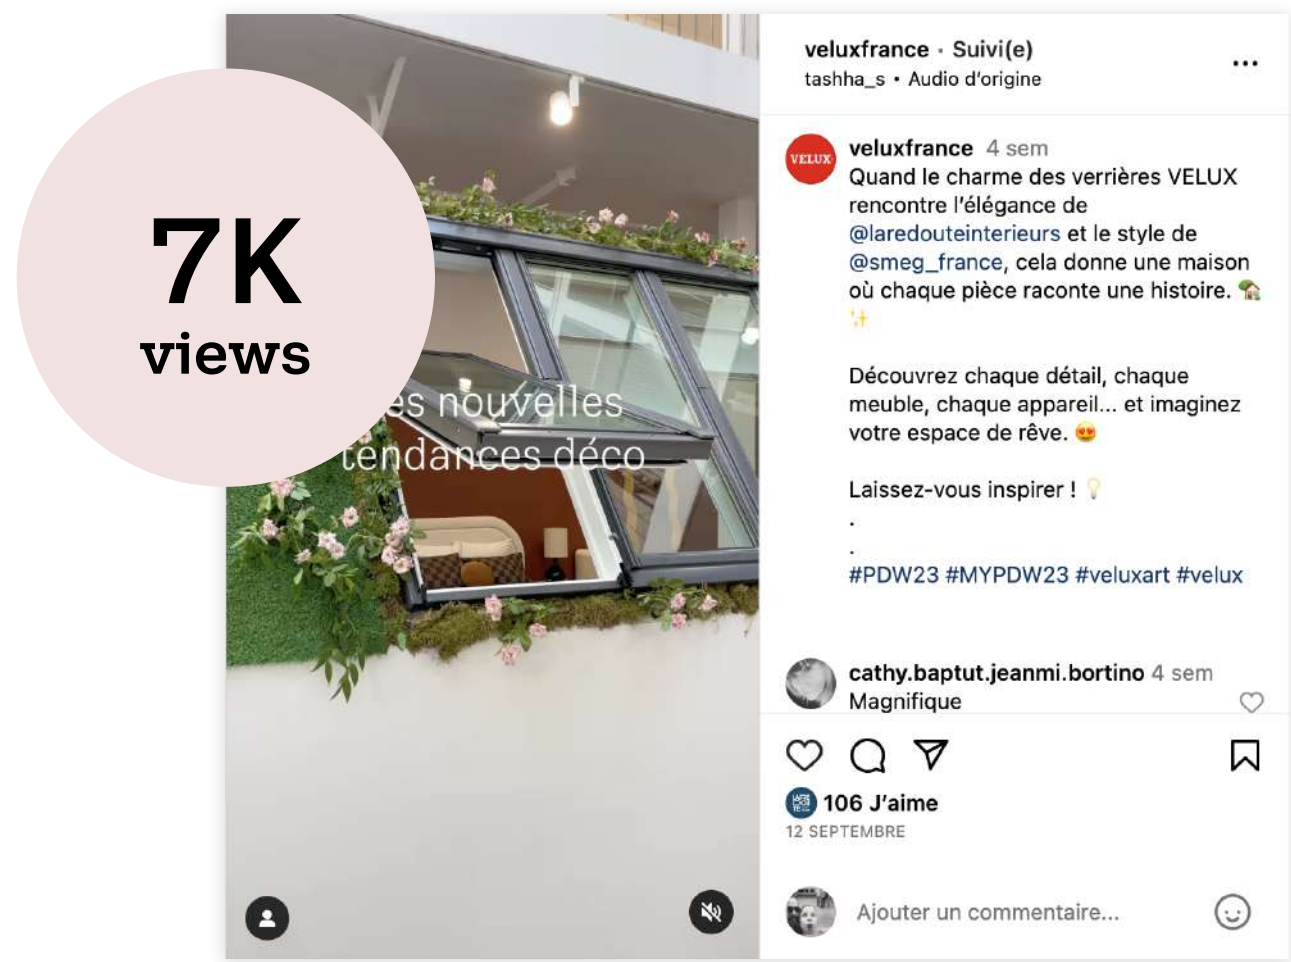 7K
views
es nouvelles
tendances déco
veluxfrance · Suivi(e)
tashha_s • Audio d'origine
VELUX
veluxfrance 4 sem
Quand le charme des verrières VELUX
rencontre l'élégance de
@laredouteinterieurs et le style de
@smeg_france, cela donne une maison
où chaque pièce raconte une histoire. 🏡
✨
Découvrez chaque détail, chaque
meuble, chaque appareil... et imaginez
votre espace de rêve. 😍
Laissez-vous inspirer ! 💡
.
.
#PDW23 #MYPDW23 #veluxart #velux
cathy.baptut.jeanmi.bortino 4 sem
Magnifique
106 J'aime
12 SEPTEMBRE
Ajouter un commentaire...